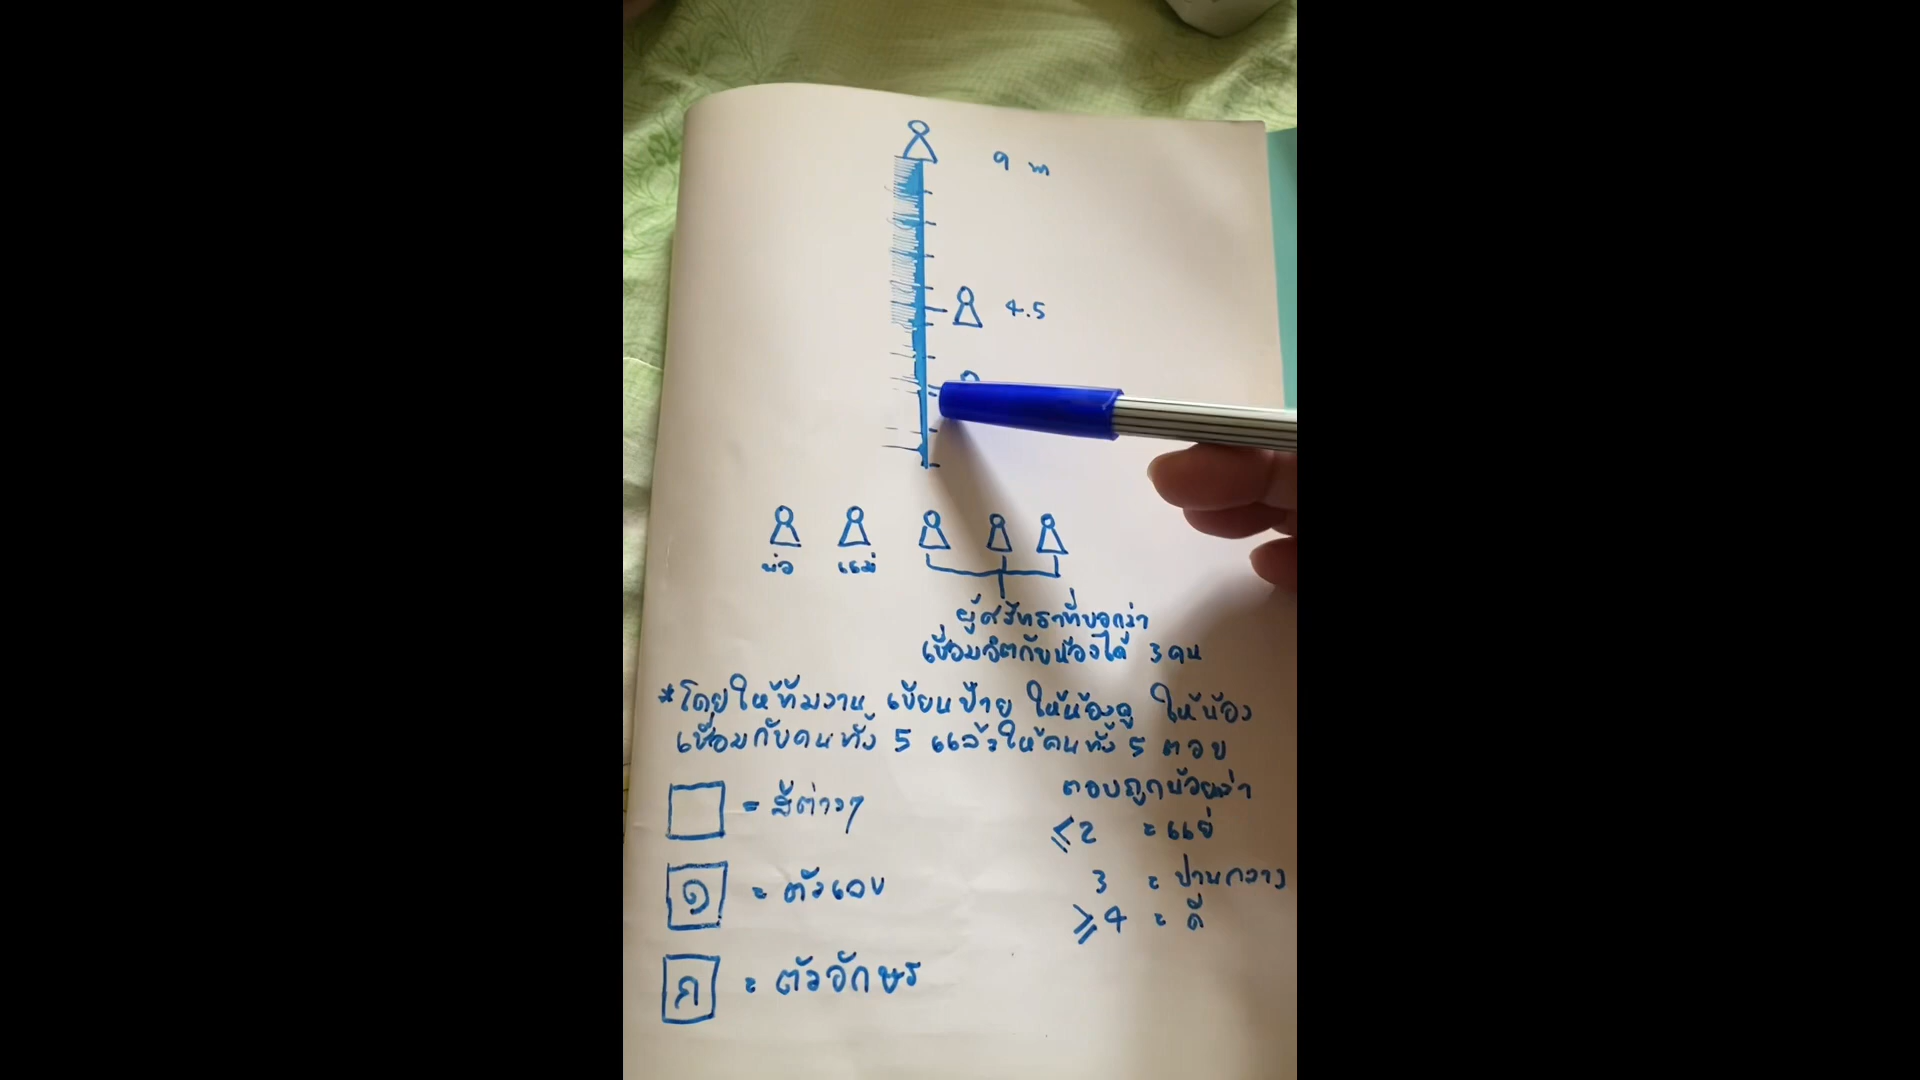 9 m
4.5
พ่อ แม่
ผู้ศรัทธาที่บอกว่า
เชื่อมจิตกับน้องได้ 3 คน
*โดยให้ทีมงาน เขียนป้าย ให้น้องดู ให้น้อง
เชื่อมกับคนทั้ง 5 แล้วให้คนทั้ง 5 ตอบ
= สีต่างๆ
๑ = ตัวเลข
ก = ตัวอักษร
ตอบถูกน้อยกว่า
≤2 = แย่
3 = ปานกลาง
≥4 = ดี